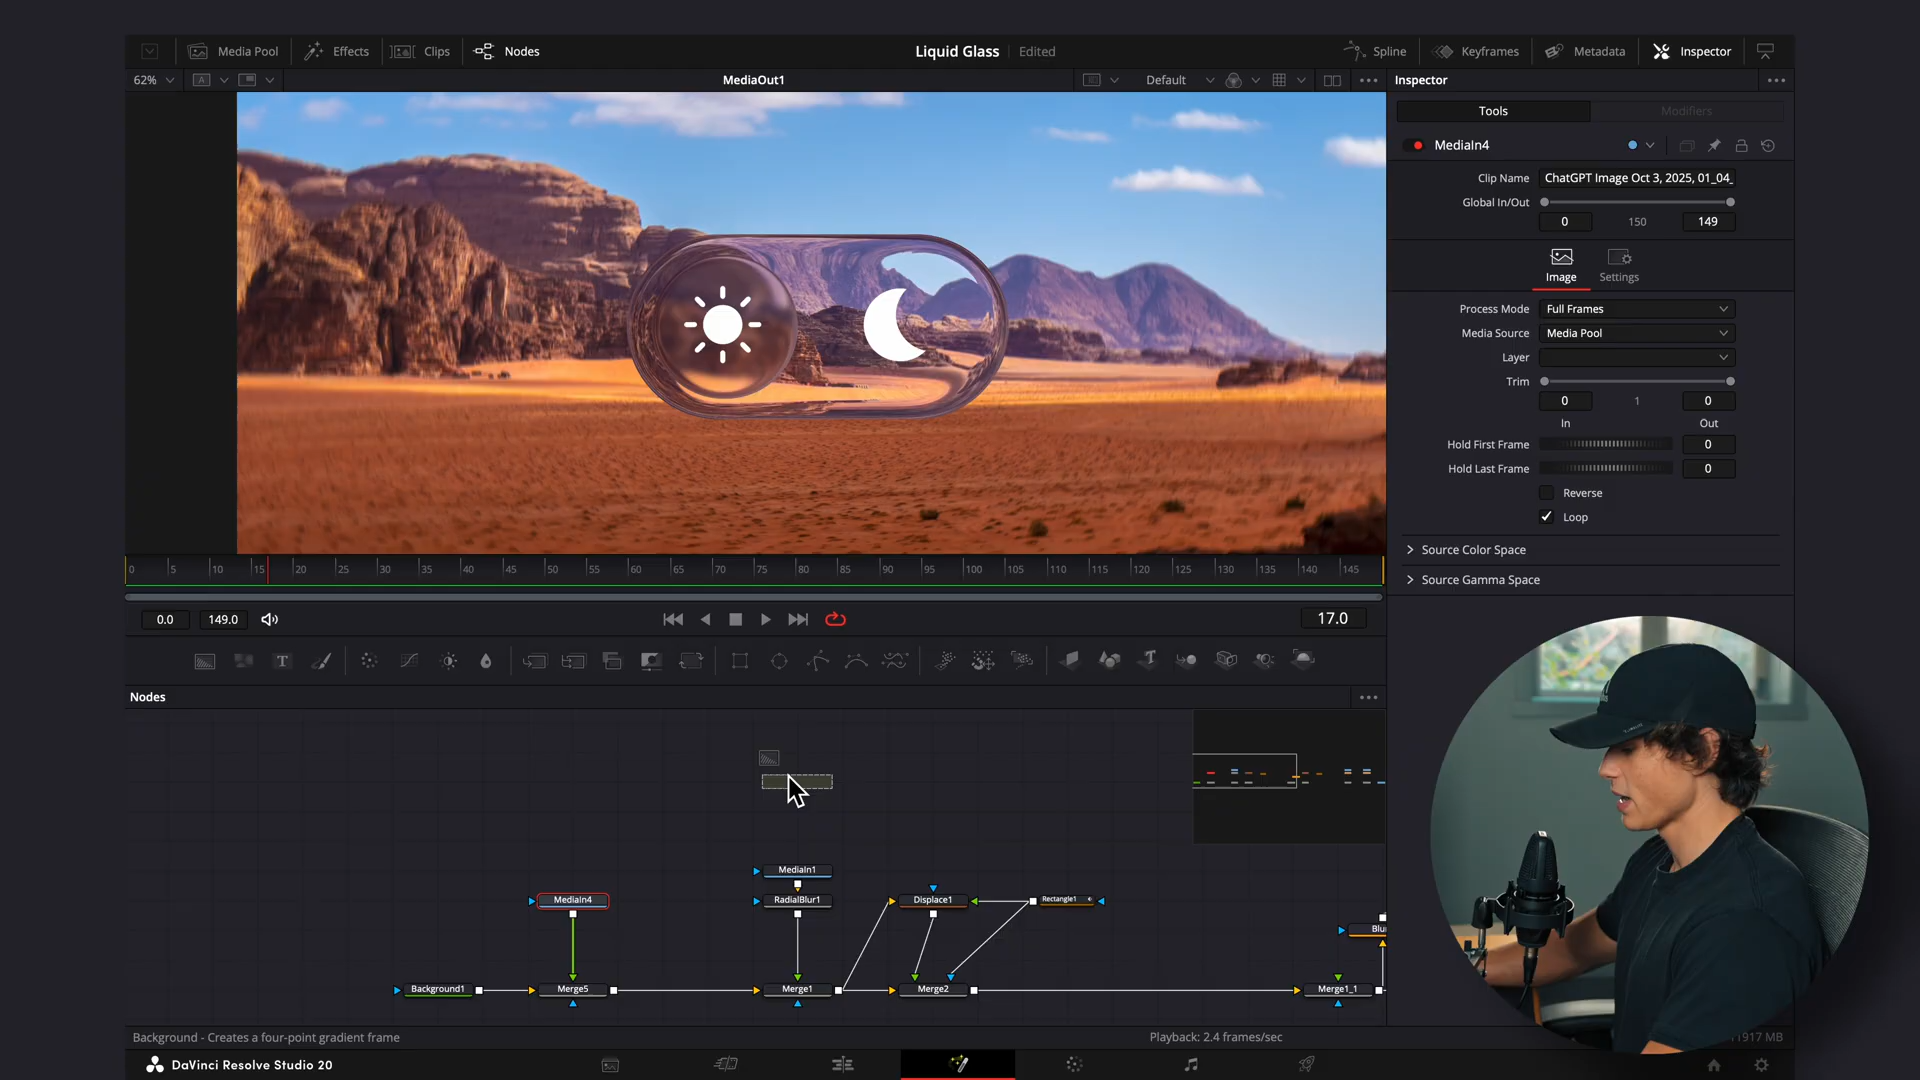 Media Pool
Effects
Clips
Nodes
Liquid Glass
Edited
Spline
Keyframes
Metadata
Inspector
62%
A
MediaOut1
Default
Inspector
Tools
Modifiers
MediaIn4
Clip Name
ChatGPT Image Oct 3, 2025, 01_04_
Global In/Out
0 150 149
Image
Settings
Process Mode
Full Frames
Media Source
Media Pool
Layer
Trim
0 1 0
In Out
Hold First Frame
0
Hold Last Frame
0
Reverse
Loop
Source Color Space
Source Gamma Space
0 5 10 15 20 25 30 35 40 45 50 55 60 65 70 75 80 85 90 95 100 105 110 115 120 125 130 135 140 145
0.0
149.0
17.0
T
T
Nodes
MediaIn1
MediaIn4
RadialBlur1
Displace1
Rectangle1
Blu
Background1
Merge5
Merge1
Merge2
Merge1_1
Background - Creates a four-point gradient frame
Playback: 2.4 frames/sec
11917 MB
DaVinci Resolve Studio 20